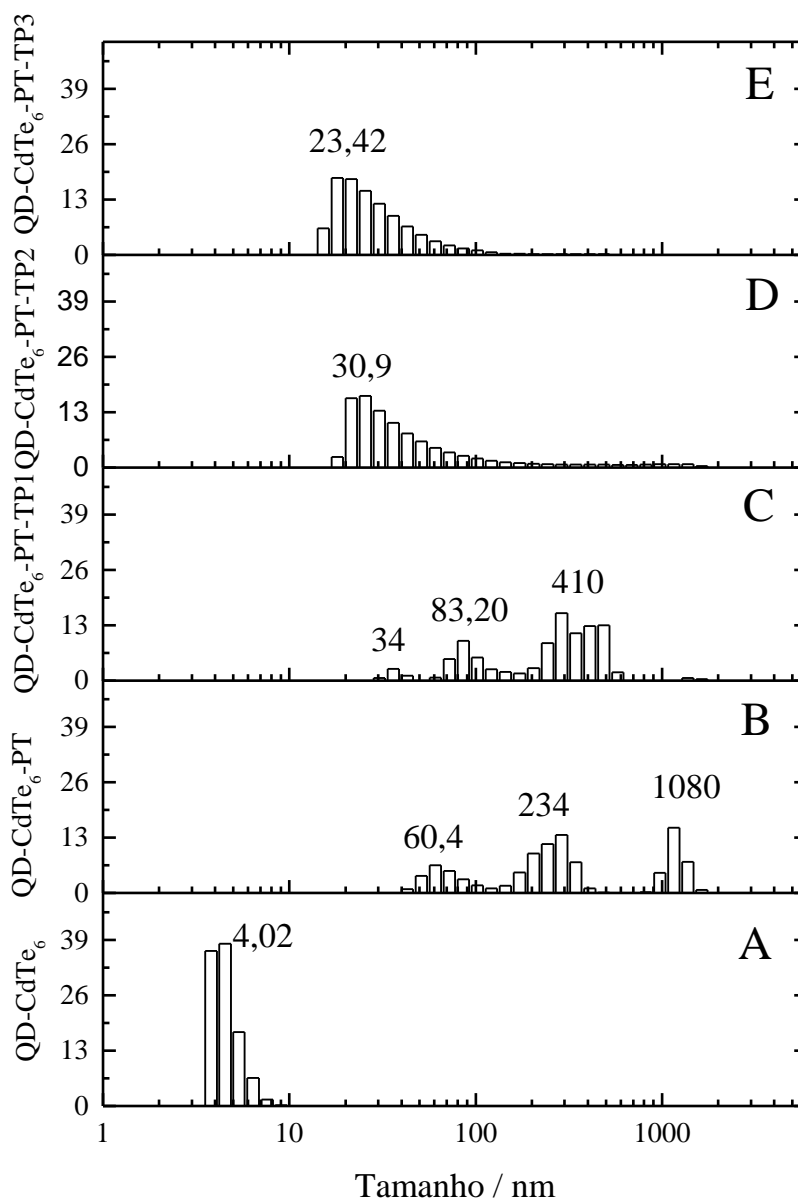 QD-CdTe6-PT-TP3
39
26
13
0
23,42
E
QD-CdTe6-PT-TP2
39
26
13
0
30,9
D
QD-CdTe6-PT-TP1
39
26
13
0
34
83,20
410
C
QD-CdTe6-PT
39
26
13
0
60,4
234
1080
B
QD-CdTe6
39
26
13
0
4,02
A
1 10 100 1000
Tamanho / nm